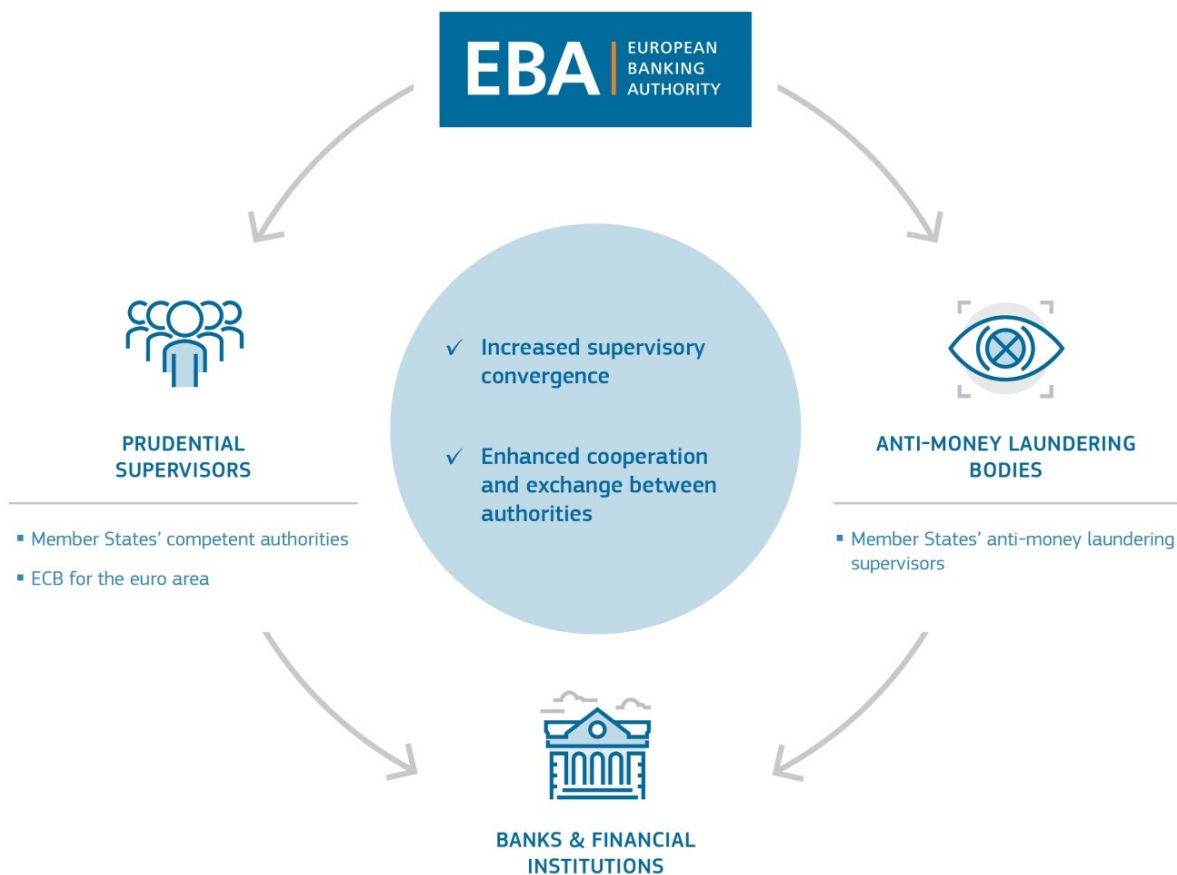 EBA
EUROPEAN
BANKING
AUTHORITY
✓ Increased supervisory
convergence
✓ Enhanced cooperation
and exchange between
authorities
PRUDENTIAL
SUPERVISORS
▪ Member States’ competent authorities
▪ ECB for the euro area
ANTI-MONEY LAUNDERING
BODIES
▪ Member States’ anti-money laundering
supervisors
BANKS & FINANCIAL
INSTITUTIONS